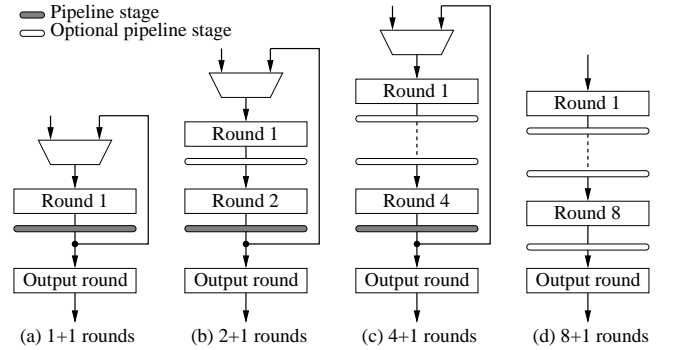 Pipeline stage
Optional pipeline stage
Round 1
Output round
(a) 1+1 rounds
Round 1
Round 2
Output round
(b) 2+1 rounds
Round 1
Round 4
Output round
(c) 4+1 rounds
Round 1
Round 8
Output round
(d) 8+1 rounds